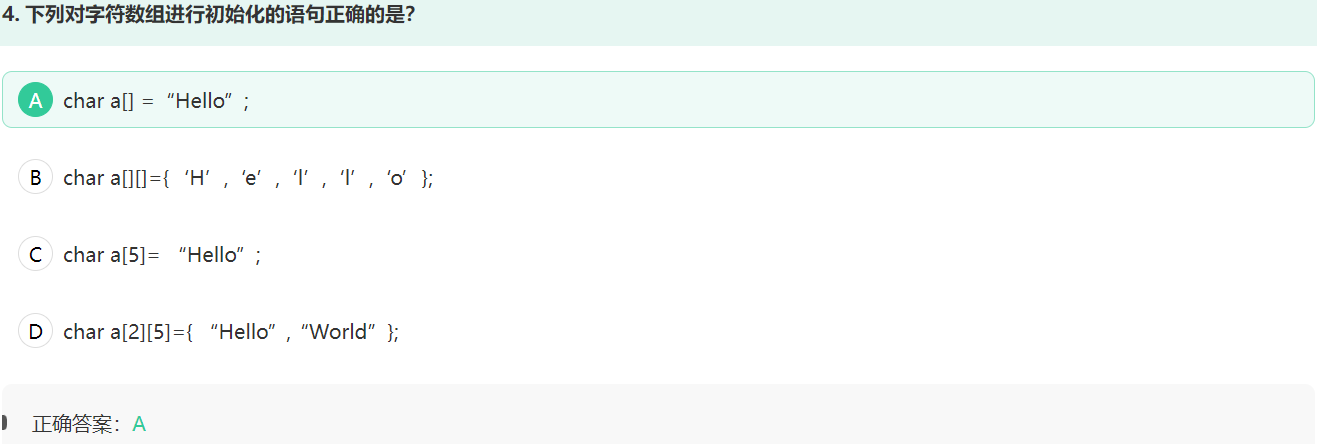 4. 下列对字符数组进行初始化的语句正确的是?
A char a[] = “Hello” ;
B char a[][]={ ‘H’ , ‘e’ , ‘l’ , ‘l’ , ‘o’ };
C char a[5]= “Hello” ;
D char a[2][5]={ “Hello” , “World” };
正确答案： A